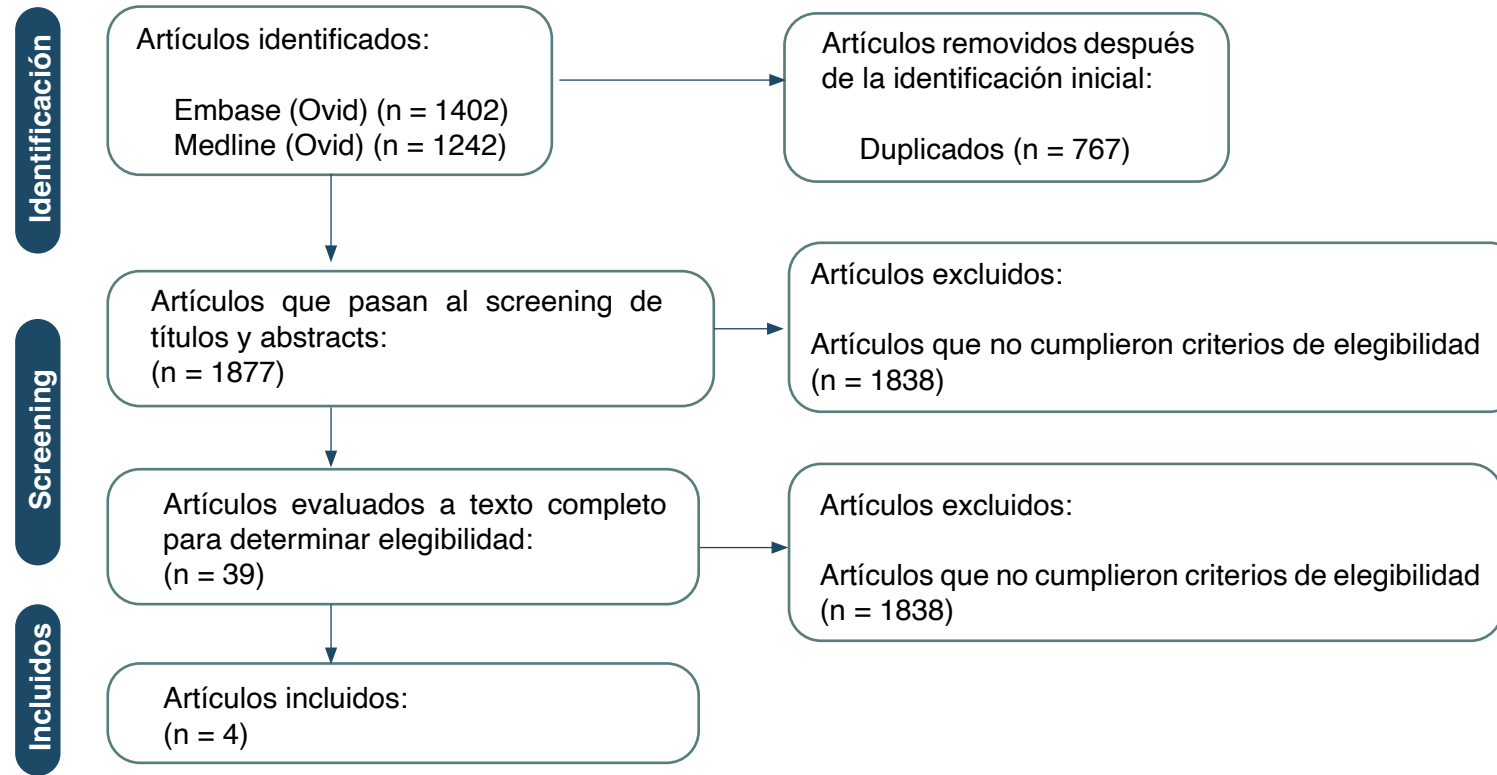 Identificación
Artículos identificados:
Embase (Ovid) (n = 1402)
Medline (Ovid) (n = 1242)
Artículos removidos después
de la identificación inicial:
Duplicados (n = 767)
Screening
Artículos que pasan al screening de
títulos y abstracts:
(n = 1877)
Artículos excluidos:
Artículos que no cumplieron criterios de elegibilidad
(n = 1838)
Artículos evaluados a texto completo
para determinar elegibilidad:
(n = 39)
Artículos excluidos:
Artículos que no cumplieron criterios de elegibilidad
(n = 1838)
Incluidos
Artículos incluidos:
(n = 4)